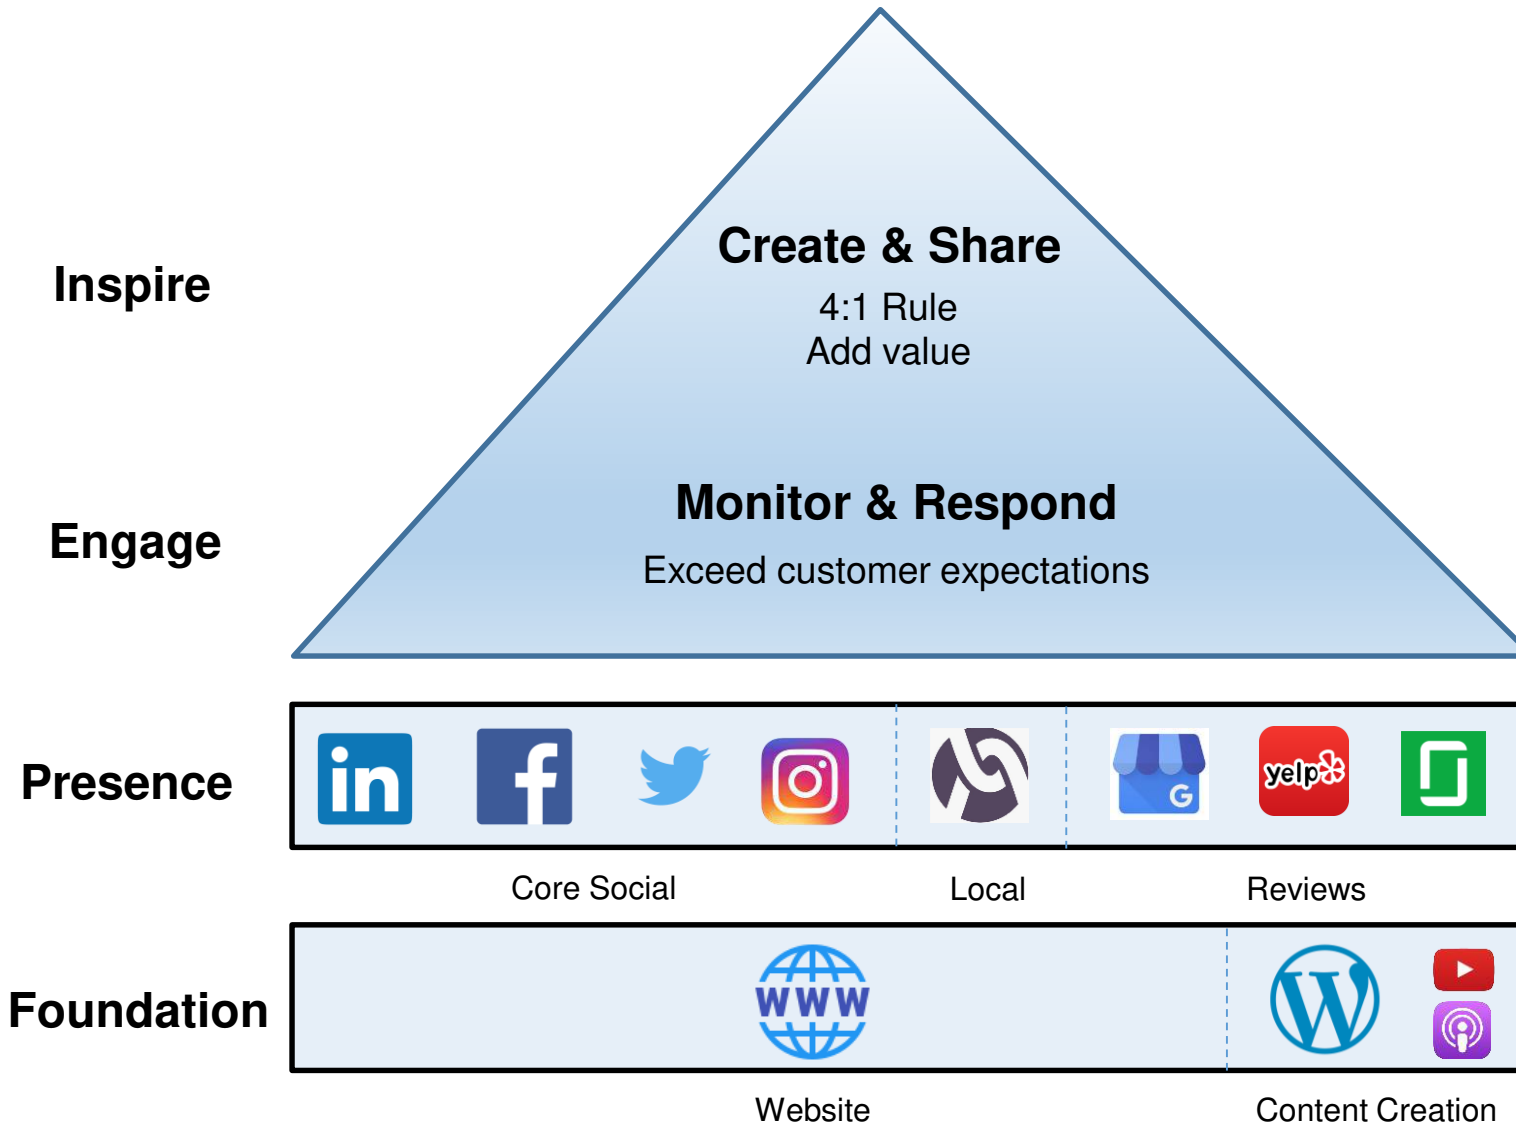 Inspire
Create & Share
4:1 Rule
Add value
Engage
Monitor & Respond
Exceed customer expectations
Presence
in
f
G
yelp
Core Social
Local
Reviews
Foundation
WWW
W
Website
Content Creation